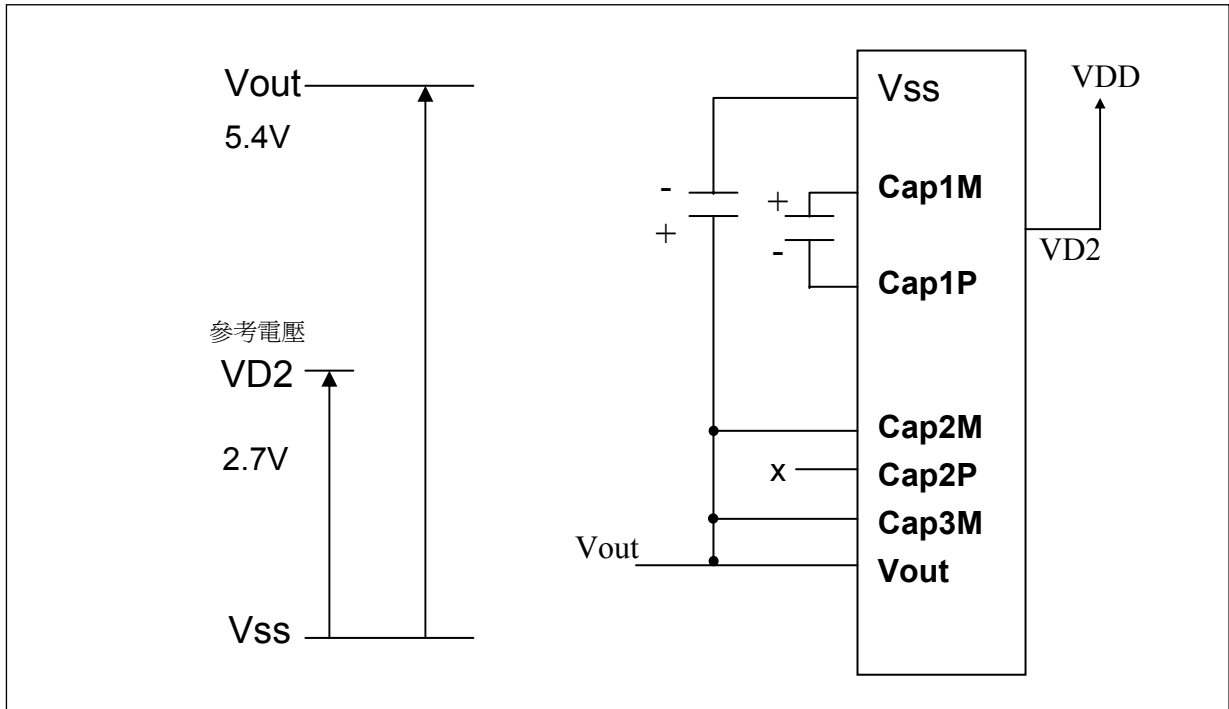 Vout
5.4V
參考電壓
VD2
2.7V
Vss
Vss
VDD
-
+
+
-
Cap1M
VD2
Cap1P
Cap2M
x
Cap2P
Cap3M
Vout
Vout